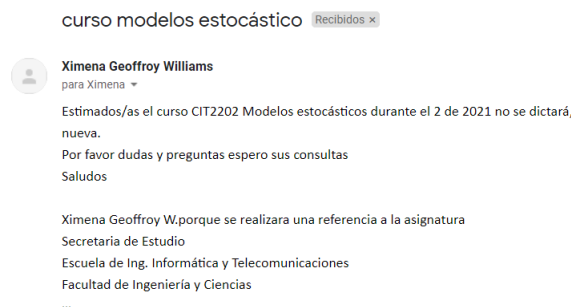 curso modelos estocástico Recibidos ×
Ximena Geoffroy Williams
para Ximena
Estimados/as el curso CIT2202 Modelos estocásticos durante el 2 de 2021 no se dictará,
nueva.
Por favor dudas y preguntas espero sus consultas
Saludos
Ximena Geoffroy W.porque se realizara una referencia a la asignatura
Secretaria de Estudio
Escuela de Ing. Informática y Telecomunicaciones
Facultad de Ingeniería y Ciencias
...